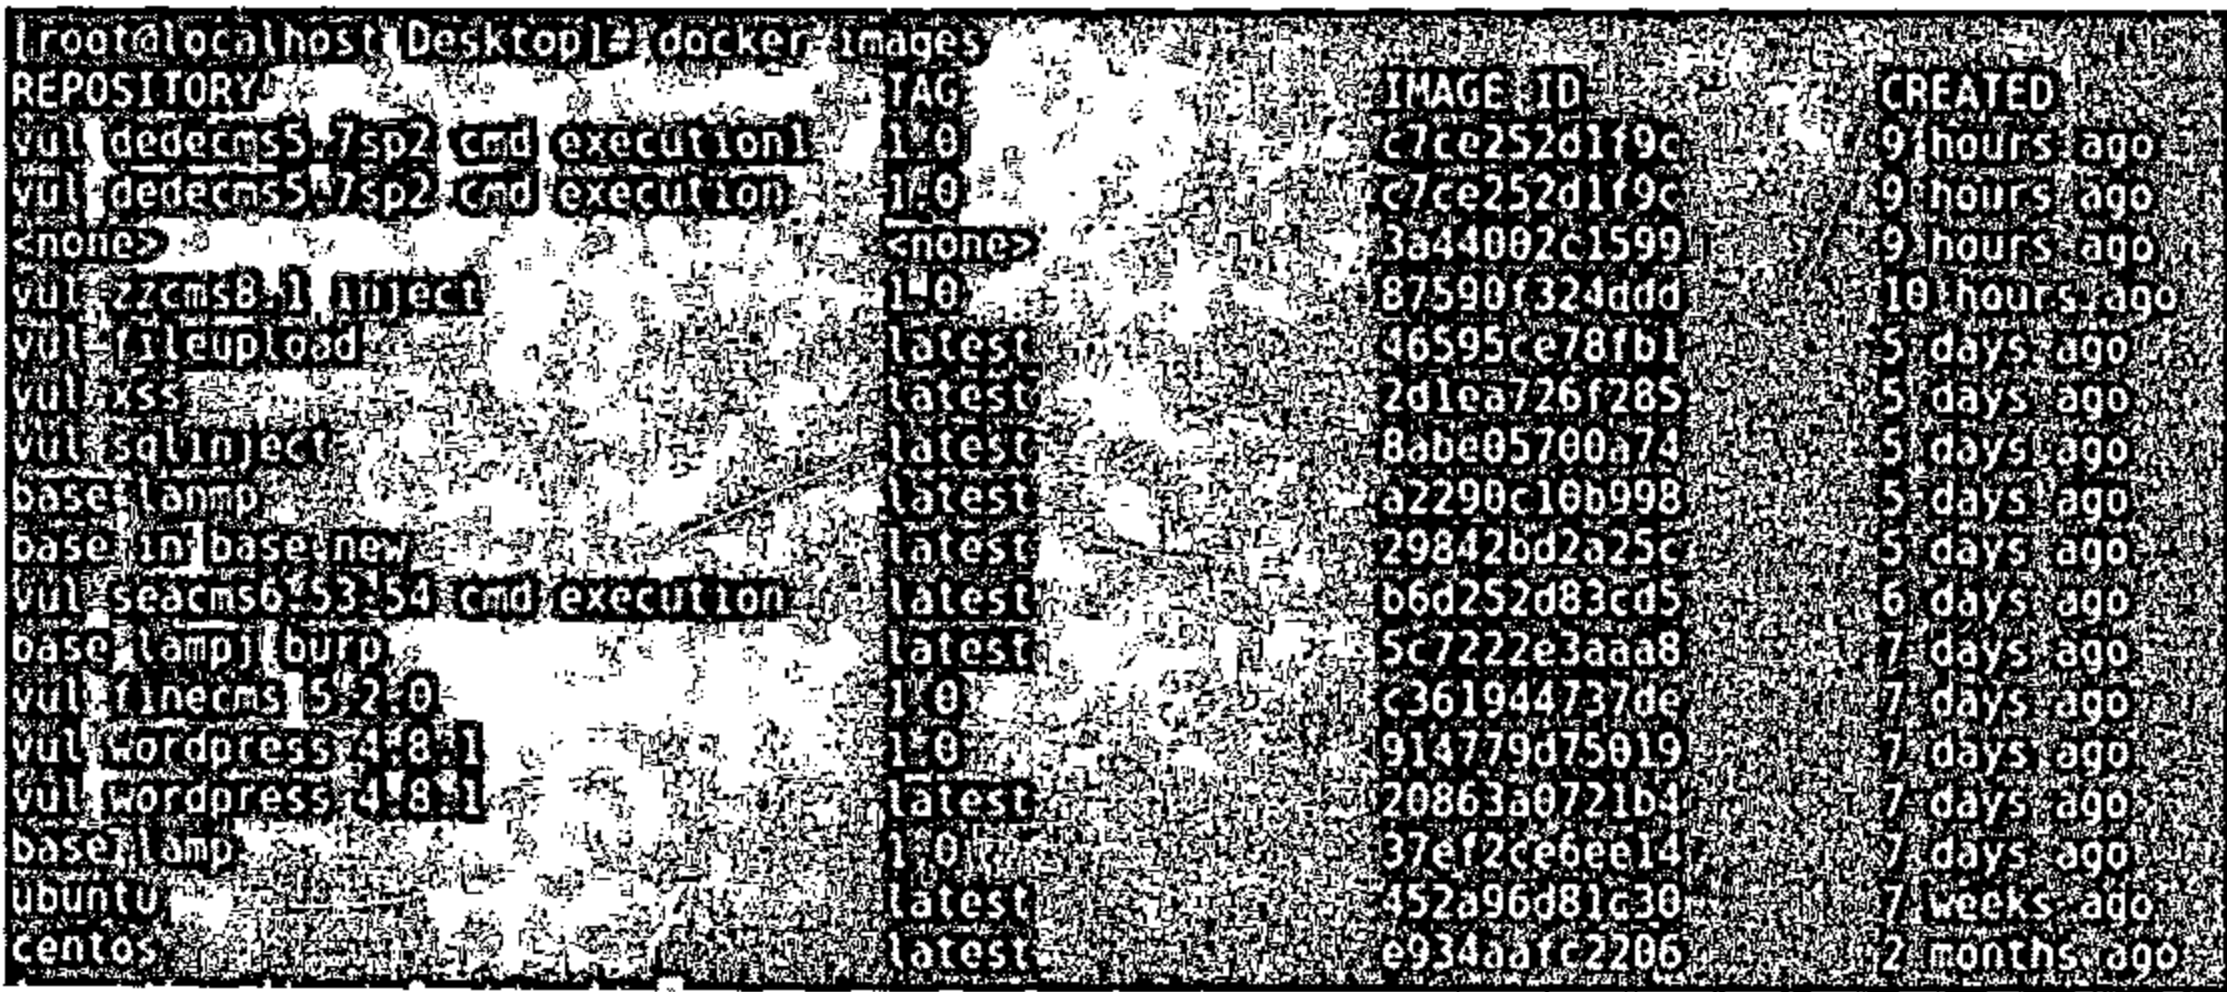 [root@localhost Desktop]# docker images
REPOSITORY TAG IMAGE ID CREATED
vul dedecms5.7sp2 cmd execution1 1.0 c7ce252d1f9c 9 hours ago
vul dedecms5.7sp2 cmd execution 1.0 c7ce252d1f9c 9 hours ago
<none> <none> 3a44002c1599 9 hours ago
vul zzcms8.1 inject 1.0 87590f324ddd 10 hours ago
vul fileupload latest 46595ce78fb1 5 days ago
vul xss latest 2d1ea726f285 5 days ago
vul sqlinject latest 8abe05700a74 5 days ago
base lanmp latest a2290c10b998 5 days ago
base in base new latest 29842bd2a25c 5 days ago
vul seacms6.53-54 cmd execution latest b6d252d83cd5 6 days ago
base lampj burp latest 5c7222e3aaa8 7 days ago
vul finecms 5.2.0 1.0 c361944737de 7 days ago
vul wordpress 4.8.1 1.0 914779d75019 7 days ago
vul wordpress 4.8.1 latest 20863a0721b4 7 days ago
base lamp 1.0 37ef2ce6ee14 7 days ago
ubuntu latest 452a96d81c30 7 weeks ago
centos latest e934aafc2206 2 months ago